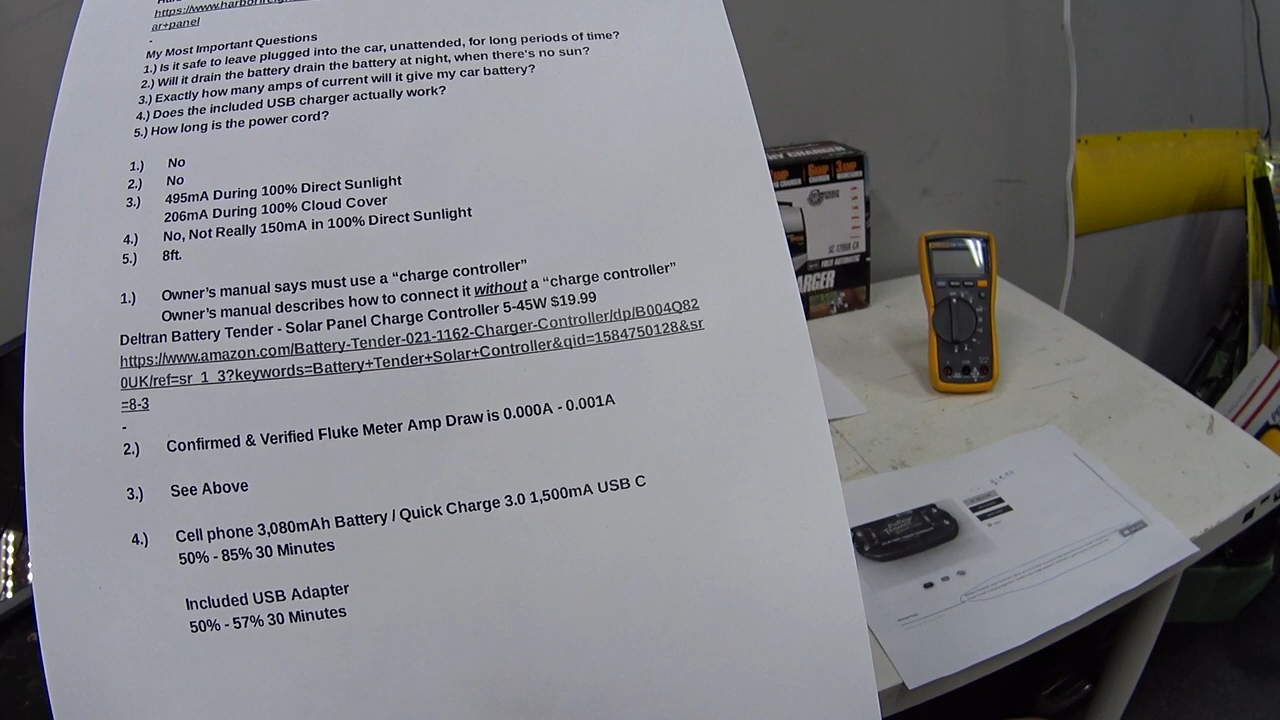 https://www.harborfreight
ar+panel
-
My Most Important Questions
1.) Is it safe to leave plugged into the car, unattended, for long periods of time?
2.) Will it drain the battery drain the battery at night, when there's no sun?
3.) Exactly how many amps of current will it give my car battery?
4.) Does the included USB charger actually work?
5.) How long is the power cord?
1.) No
2.) No
3.) 495mA During 100% Direct Sunlight
206mA During 100% Cloud Cover
4.) No, Not Really 150mA in 100% Direct Sunlight
5.) 8ft.
1.) Owner's manual says must use a “charge controller”
Owner's manual describes how to connect it without a “charge controller”
Deltran Battery Tender - Solar Panel Charge Controller 5-45W $19.99
https://www.amazon.com/Battery-Tender-021-1162-Charger-Controller/dp/B004Q82
0UK/ref=sr_1_3?keywords=Battery+Tender+Solar+Controller&qid=1584750128&sr
=8-3
-
2.) Confirmed & Verified Fluke Meter Amp Draw is 0.000A - 0.001A
3.) See Above
4.) Cell phone 3,080mAh Battery / Quick Charge 3.0 1,500mA USB C
50% - 85% 30 Minutes
Included USB Adapter
50% - 57% 30 Minutes
CHARGER
FULLY AUTOMATIC
ARGER